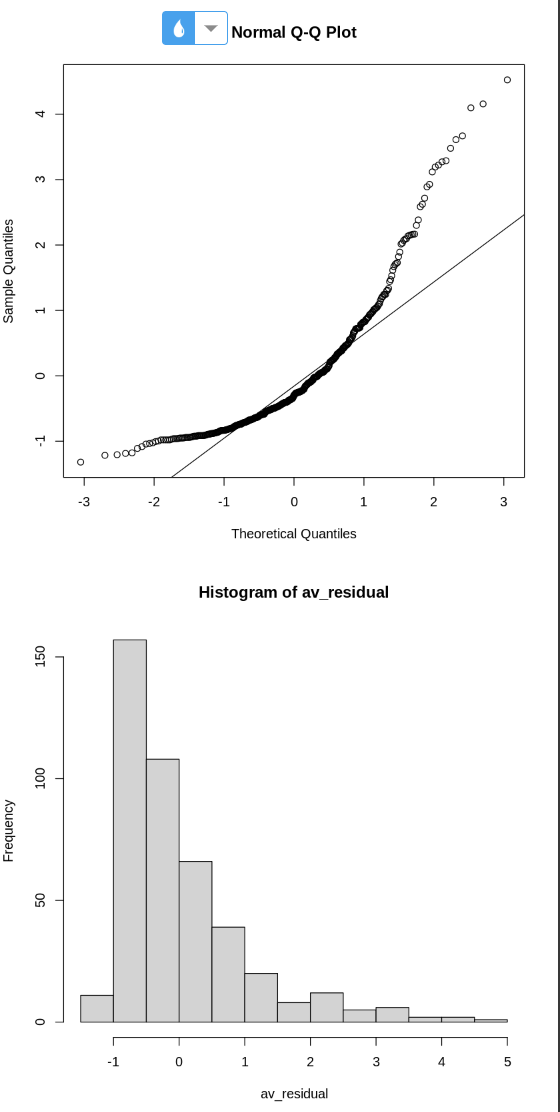 Normal Q-Q Plot
4
3
2
1
0
-1
Sample Quantiles
-3 -2 -1 0 1 2 3
Theoretical Quantiles
Histogram of av_residual
150
100
50
0
Frequency
-1 0 1 2 3 4 5
av_residual